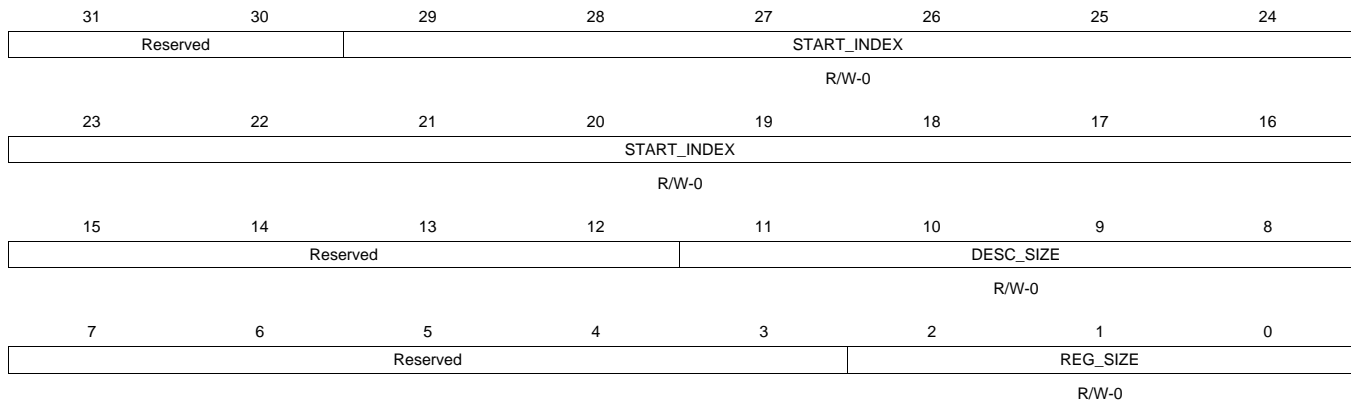 31 30 29 28 27 26 25 24
Reserved START_INDEX
R/W-0
23 22 21 20 19 18 17 16
START_INDEX
R/W-0
15 14 13 12 11 10 9 8
Reserved DESC_SIZE
R/W-0
7 6 5 4 3 2 1 0
Reserved REG_SIZE
R/W-0